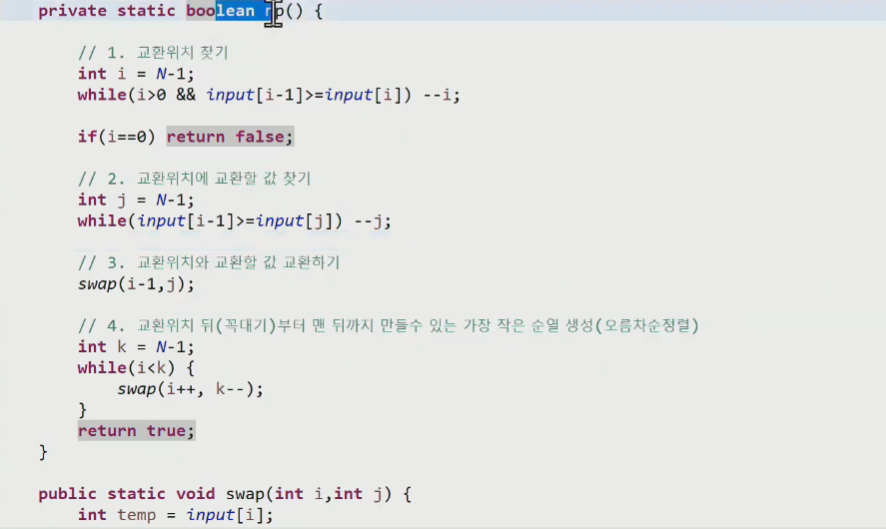 private static boolean np() {
// 1. 교환위치 찾기
int i = N-1;
while(i>0 && input[i-1]>=input[i]) --i;
if(i==0) return false;
// 2. 교환위치에 교환할 값 찾기
int j = N-1;
while(input[i-1]>=input[j]) --j;
// 3. 교환위치와 교환할 값 교환하기
swap(i-1,j);
// 4. 교환위치 뒤(꼭대기)부터 맨 뒤까지 만들수 있는 가장 작은 순열 생성(오름차순정렬)
int k = N-1;
while(i<k) {
swap(i++, k--);
}
return true;
}
public static void swap(int i,int j) {
int temp = input[i];